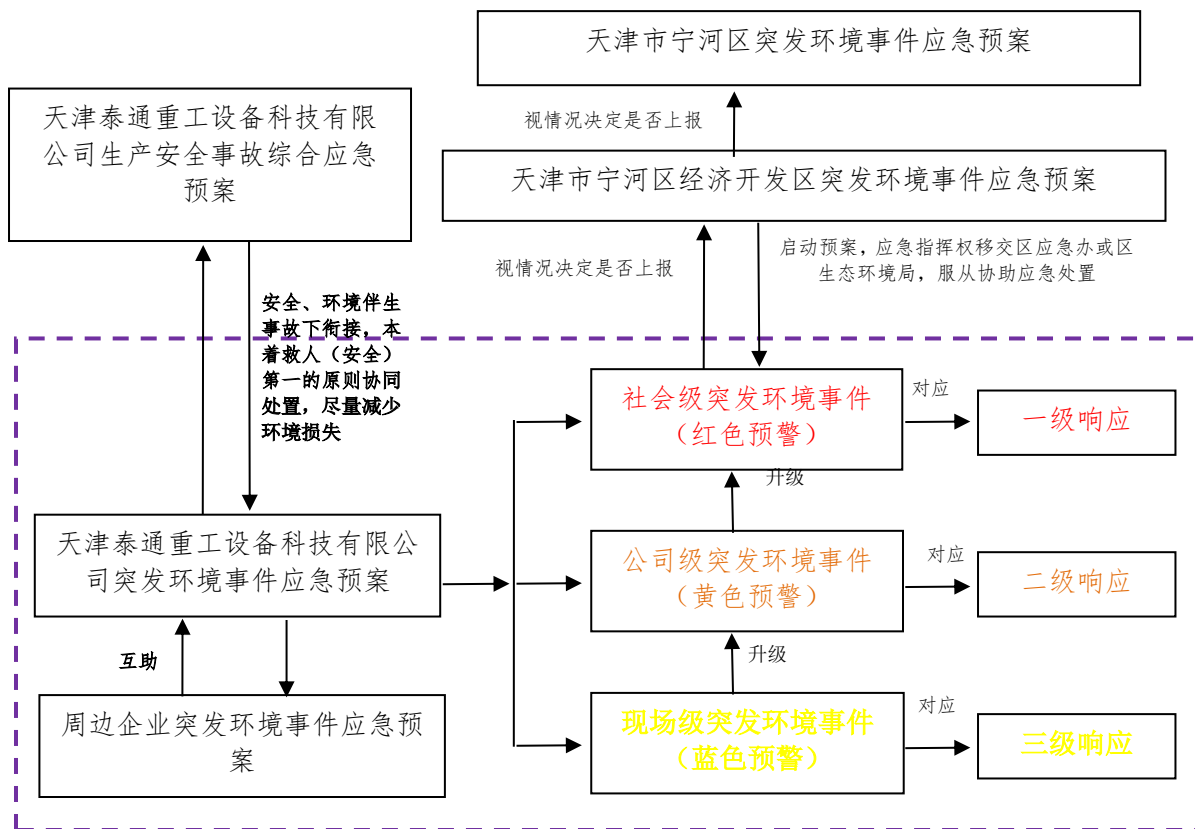 天津市宁河区突发环境事件应急预案
天津泰通重工设备科技有限
公司生产安全事故综合应急
预案
视情况决定是否上报
天津市宁河区经济开发区突发环境事件应急预案
视情况决定是否上报
启动预案，应急指挥权移交区应急办或区
生态环境局，服从协助应急处置
安全、环境伴生
事故下衔接，本
着救人（安全）
第一的原则协同
处置，尽量减少
环境损失
社会级突发环境事件
（红色预警）
对应
一级响应
升级
天津泰通重工设备科技有限公
司突发环境事件应急预案
公司级突发环境事件
（黄色预警）
对应
二级响应
互助
升级
周边企业突发环境事件应急预
案
现场级突发环境事件
（蓝色预警）
对应
三级响应